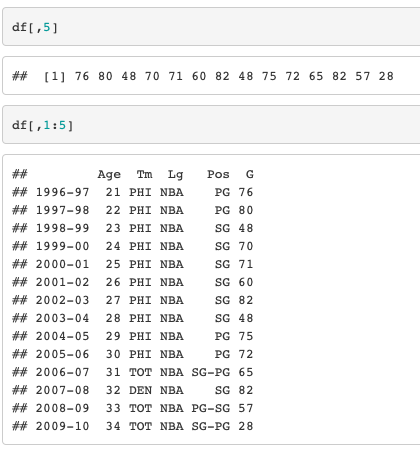 df[,5]
##  [1] 76 80 48 70 71 60 82 48 75 72 65 82 57 28
df[,1:5]
##         Age  Tm  Lg   Pos  G
## 1996-97  21 PHI NBA    PG 76
## 1997-98  22 PHI NBA    PG 80
## 1998-99  23 PHI NBA    SG 48
## 1999-00  24 PHI NBA    SG 70
## 2000-01  25 PHI NBA    SG 71
## 2001-02  26 PHI NBA    SG 60
## 2002-03  27 PHI NBA    SG 82
## 2003-04  28 PHI NBA    SG 48
## 2004-05  29 PHI NBA    PG 75
## 2005-06  30 PHI NBA    PG 72
## 2006-07  31 TOT NBA SG-PG 65
## 2007-08  32 DEN NBA    SG 82
## 2008-09  33 TOT NBA PG-SG 57
## 2009-10  34 TOT NBA SG-PG 28